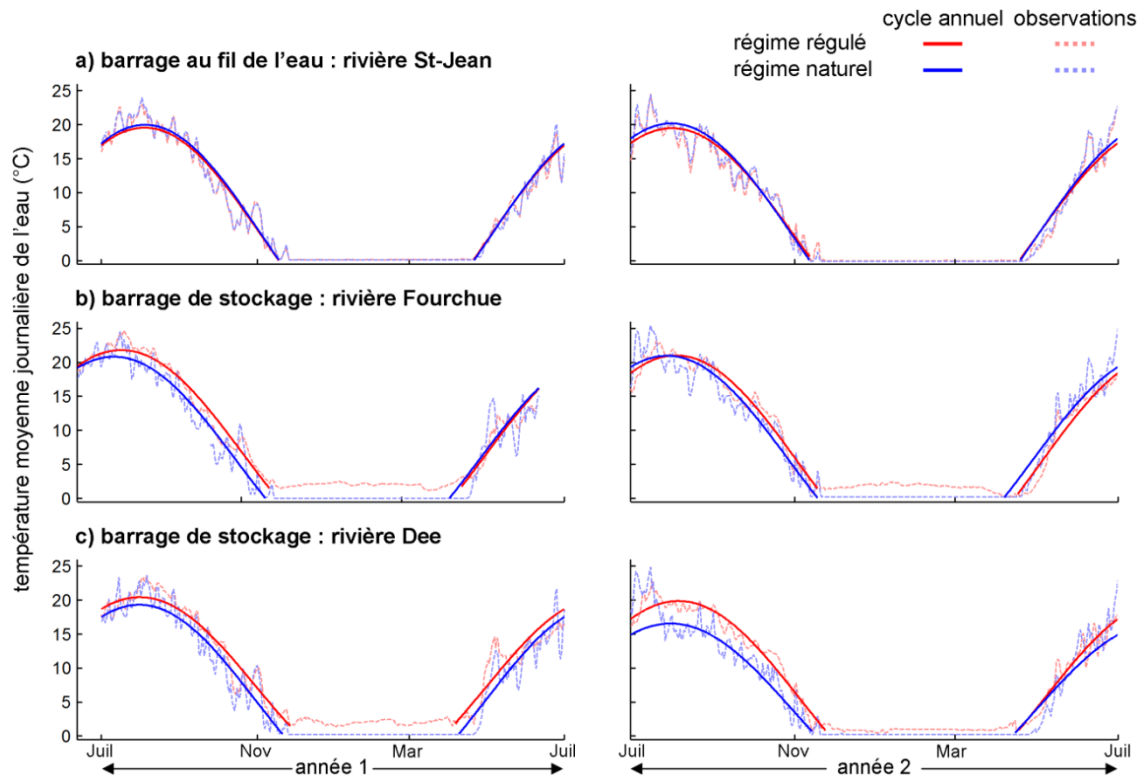 cycle annuel observations
régime régulé
régime naturel
a) barrage au fil de l'eau : rivière St-Jean
25
20
15
10
5
0
b) barrage de stockage : rivière Fourchue
25
20
15
10
5
0
c) barrage de stockage : rivière Dee
25
20
15
10
5
0
température moyenne journalière de l'eau (°C)
Juil Nov Mar Juil Juil Nov Mar Juil
année 1 année 2